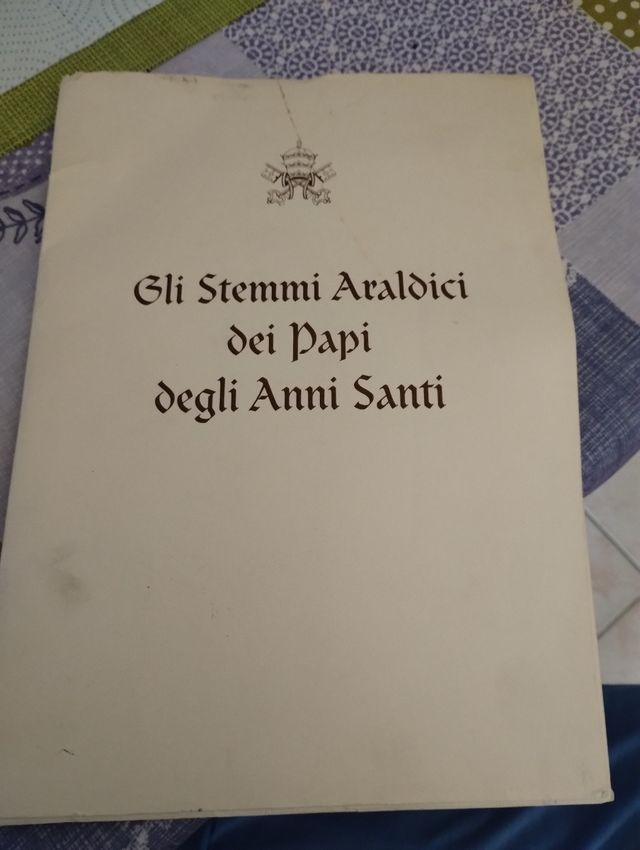 Gli Stemmi Araldici
dei Papi
degli Anni Santi